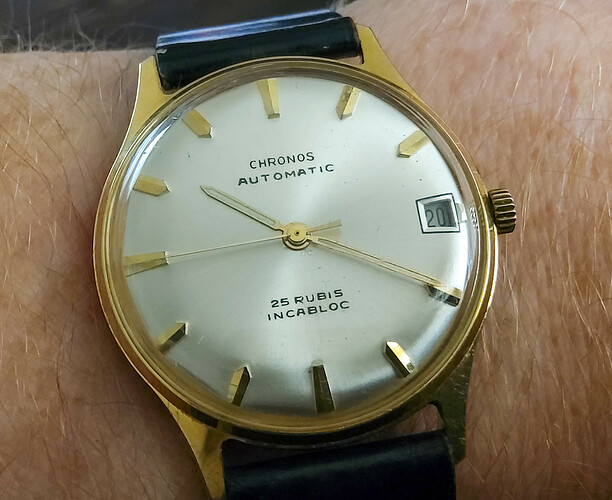 CHRONOS
AUTOMATIC
20
25 RUBIS
INCABLOC